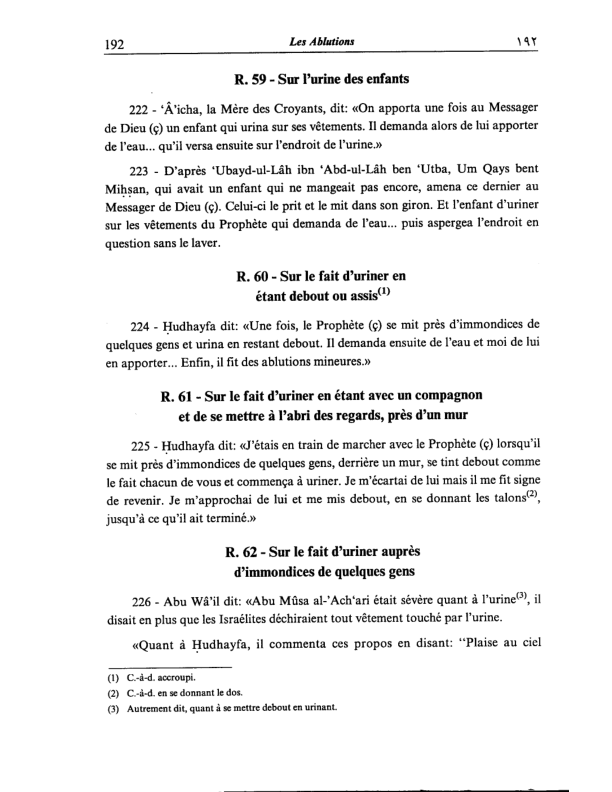 192 Les Ablutions ١٩٢
R. 59 - Sur l'urine des enfants
222 - ‘Â'icha, la Mère des Croyants, dit: «On apporta une fois au Messager
de Dieu (ç) un enfant qui urina sur ses vêtements. Il demanda alors de lui apporter
de l'eau... qu'il versa ensuite sur l'endroit de l'urine.»
223 - D'après ‘Ubayd-ul-Lâh ibn ‘Abd-ul-Lâh ben ‘Utba, Um Qays bent
Miḥṣan, qui avait un enfant qui ne mangeait pas encore, amena ce dernier au
Messager de Dieu (ç). Celui-ci le prit et le mit dans son giron. Et l'enfant d'uriner
sur les vêtements du Prophète qui demanda de l'eau... puis aspergea l'endroit en
question sans le laver.
R. 60 - Sur le fait d'uriner en
étant debout ou assis(1)
224 - Ḥudhayfa dit: «Une fois, le Prophète (ç) se mit près d'immondices de
quelques gens et urina en restant debout. Il demanda ensuite de l'eau et moi de lui
en apporter... Enfin, il fit des ablutions mineures.»
R. 61 - Sur le fait d'uriner en étant avec un compagnon
et de se mettre à l'abri des regards, près d'un mur
225 - Ḥudhayfa dit: «J'étais en train de marcher avec le Prophète (ç) lorsqu'il
se mit près d'immondices de quelques gens, derrière un mur, se tint debout comme
le fait chacun de vous et commença à uriner. Je m'écartai de lui mais il me fit signe
de revenir. Je m'approchai de lui et me mis debout, en se donnant les talons(2),
jusqu'à ce qu'il ait terminé.»
R. 62 - Sur le fait d'uriner auprès
d'immondices de quelques gens
226 - Abu Wâ'il dit: «Abu Mûsa al-'Ach‘ari était sévère quant à l'urine(3), il
disait en plus que les Israélites déchiraient tout vêtement touché par l'urine.
«Quant à Ḥudhayfa, il commenta ces propos en disant: “Plaise au ciel
(1) C.-à-d. accroupi.
(2) C.-à-d. en se donnant le dos.
(3) Autrement dit, quant à se mettre debout en urinant.